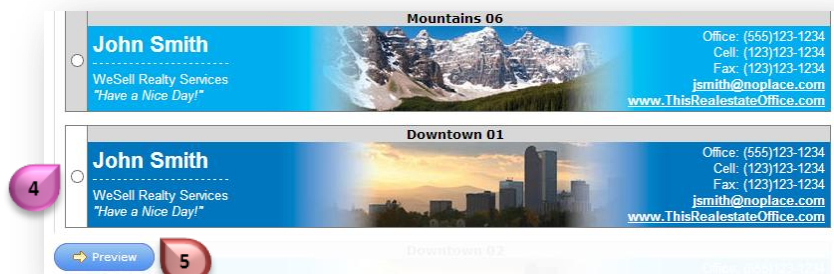 Mountains 06
John Smith
WeSell Realty Services
"Have a Nice Day!"
Office: (555)123-1234
Cell: (123)123-1234
Fax: (123)123-1234
jsmith@noplace.com
www.ThisRealestateOffice.com
Downtown 01
John Smith
WeSell Realty Services
"Have a Nice Day!"
Office: (555)123-1234
Cell: (123)123-1234
Fax: (123)123-1234
jsmith@noplace.com
www.ThisRealestateOffice.com
4
Preview
5
Downtown 02